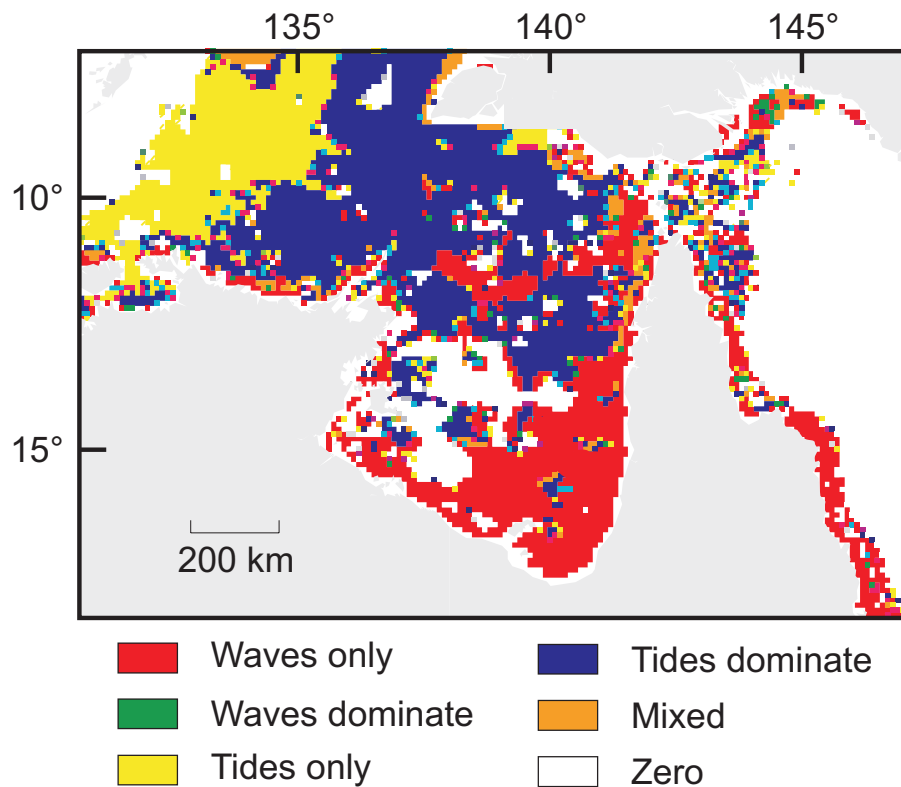 135° 140° 145°
10°
15°
200 km
Waves only
Waves dominate
Tides only
Tides dominate
Mixed
Zero